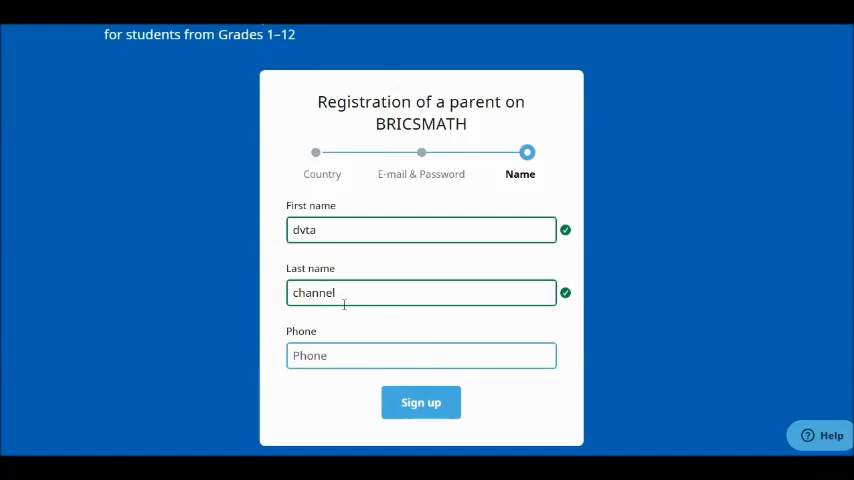 for students from Grades 1–12
Registration of a parent on
BRICSMATH
Country
E-mail & Password
Name
First name
dvta
Last name
channel
Phone
Phone
Sign up
Help